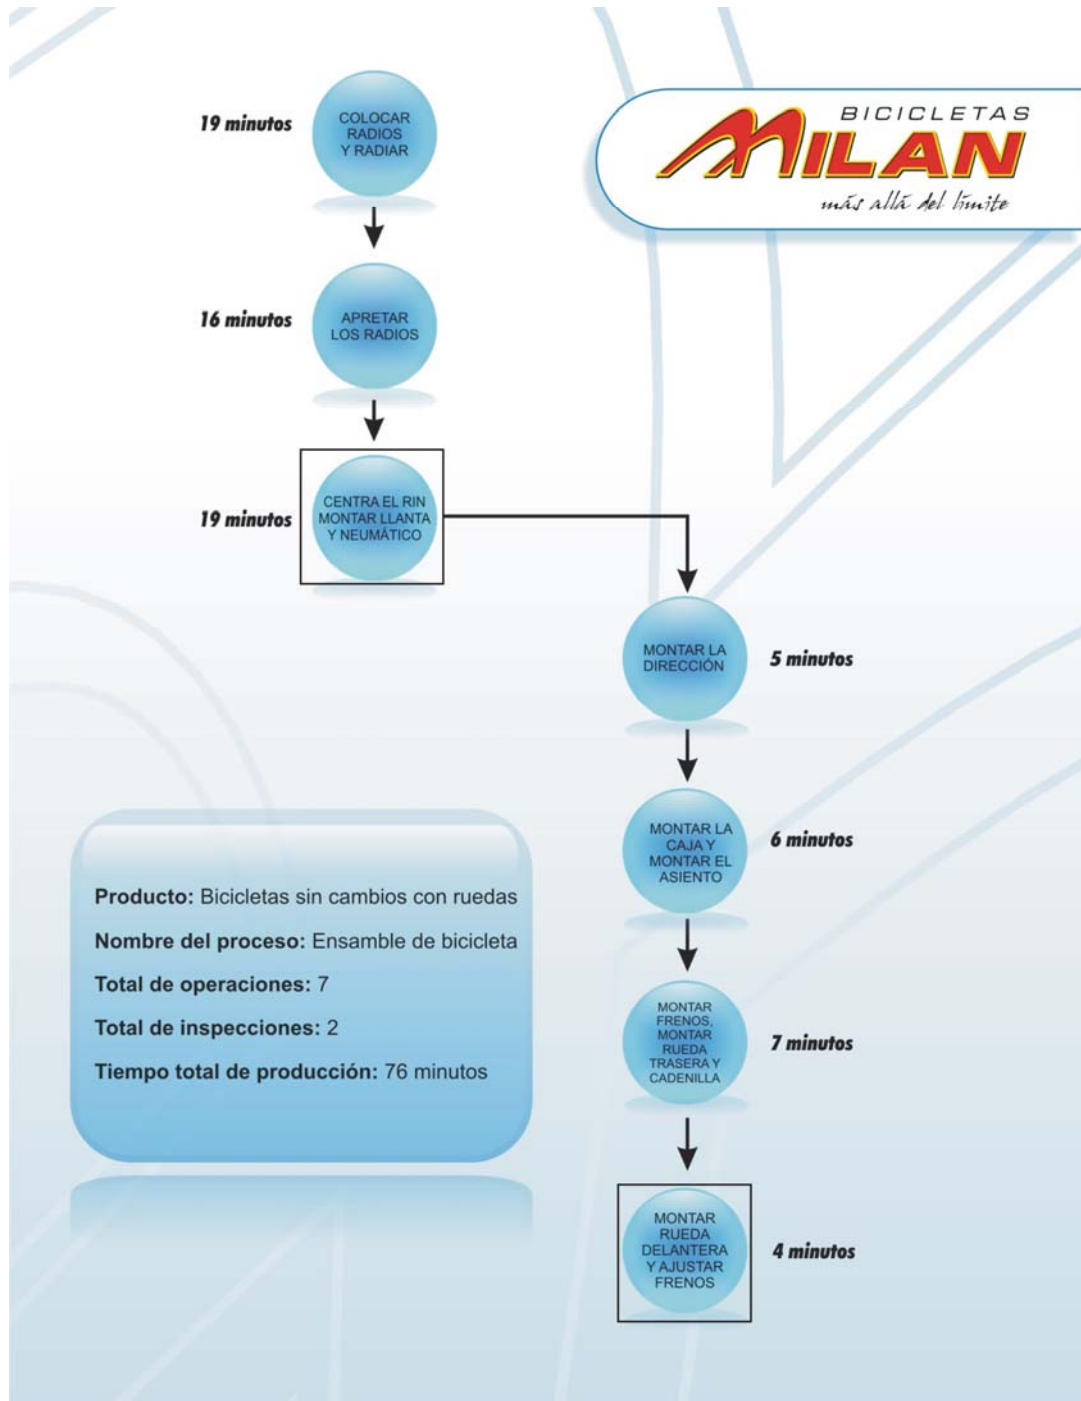 BICICLETAS
MILAN
más allá del límite
19 minutos
COLOCAR
RADIOS
Y RADIAR
16 minutos
APRETAR
LOS RADIOS
19 minutos
CENTRA EL RIN
MONTAR LLANTA
Y NEUMÁTICO
MONTAR LA
DIRECCIÓN
5 minutos
MONTAR LA
CAJA Y
MONTAR EL
ASIENTO
6 minutos
MONTAR
FRENOS,
MONTAR
RUEDA
TRASERA Y
CADENILLA
7 minutos
MONTAR
RUEDA
DELANTERA
Y AJUSTAR
FRENOS
4 minutos
Producto: Bicicletas sin cambios con ruedas
Nombre del proceso: Ensamble de bicicleta
Total de operaciones: 7
Total de inspecciones: 2
Tiempo total de producción: 76 minutos